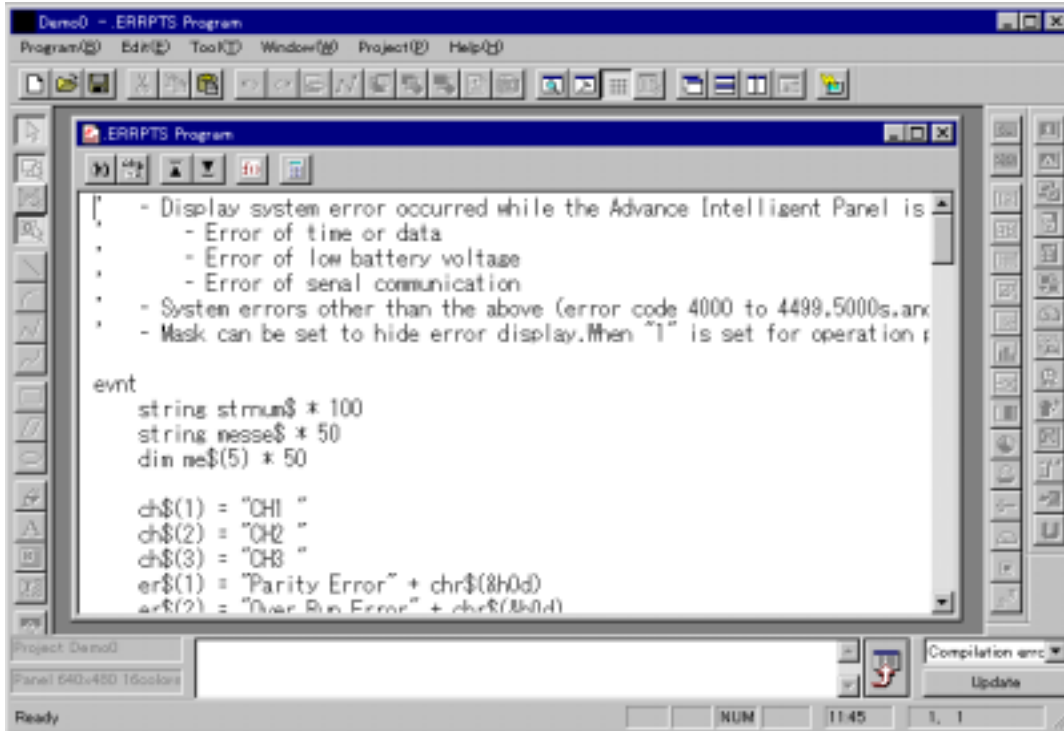 Demo0 - .ERRPTS Program
Program(B) Edit(E) Tool(T) Window(W) Project(P) Help(H)
.ERRPTS Program
' - Display system error occurred while the Advance Intelligent Panel is
' - Error of time or data
' - Error of low battery voltage
' - Error of senal communication
' - System errors other than the above (error code 4000 to 4499,5000s,and
' - Mask can be set to hide error display.When "1" is set for operation p
evnt
string strnum$ * 100
string messe$ * 50
dim me$(5) * 50
ch$(1) = "CH1 "
ch$(2) = "CH2 "
ch$(3) = "CH3 "
er$(1) = "Parity Error" + chr$(&h0d)
er$(2) = "Over Run Error" + chr$(&h0d)
Project Demo0
Panel 640x480 16colors
Compilation erro
Update
Ready
NUM
11:45
1, 1